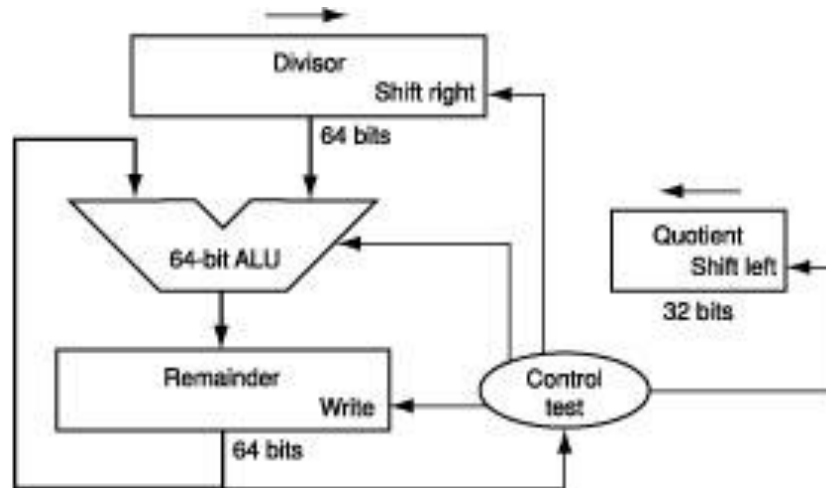 Divisor
Shift right
64 bits
64-bit ALU
Quotient
Shift left
32 bits
Remainder
Write
Control
test
64 bits